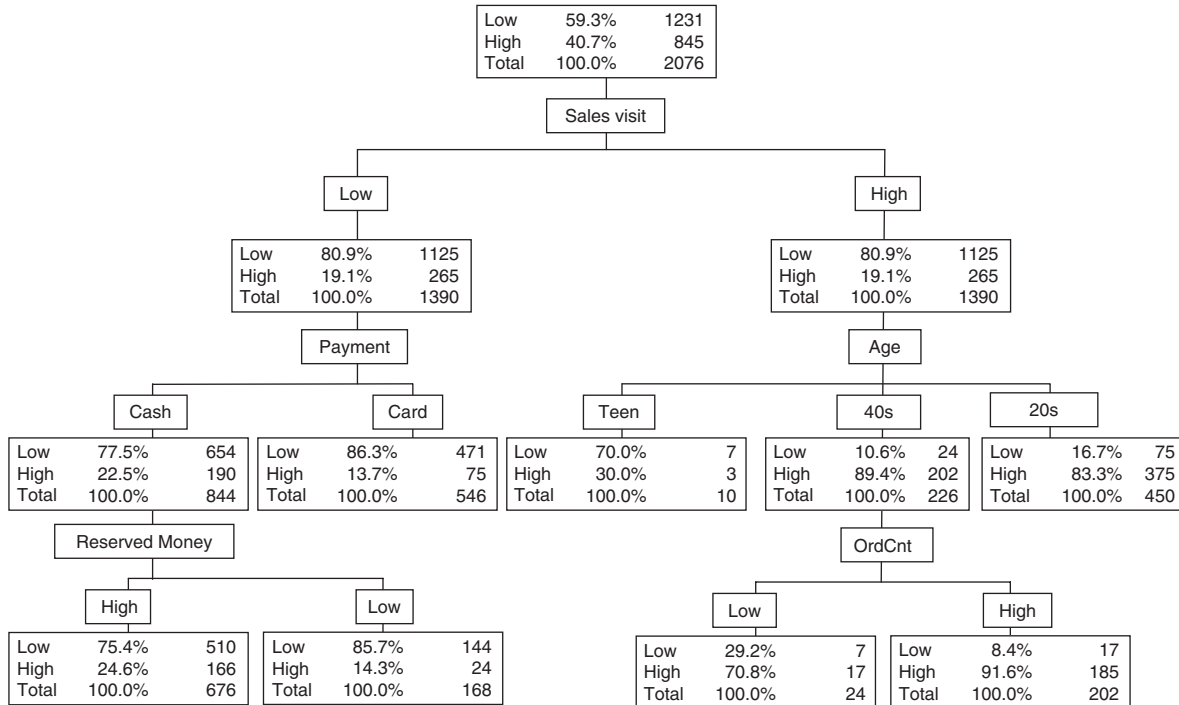 Low 59.3% 1231
High 40.7% 845
Total 100.0% 2076
Sales visit
Low
High
Low 80.9% 1125
High 19.1% 265
Total 100.0% 1390
Low 80.9% 1125
High 19.1% 265
Total 100.0% 1390
Payment
Age
Cash
Card
Teen
40s
20s
Low 77.5% 654
High 22.5% 190
Total 100.0% 844
Low 86.3% 471
High 13.7% 75
Total 100.0% 546
Low 70.0% 7
High 30.0% 3
Total 100.0% 10
Low 10.6% 24
High 89.4% 202
Total 100.0% 226
Low 16.7% 75
High 83.3% 375
Total 100.0% 450
Reserved Money
OrdCnt
High
Low
Low
High
Low 75.4% 510
High 24.6% 166
Total 100.0% 676
Low 85.7% 144
High 14.3% 24
Total 100.0% 168
Low 29.2% 7
High 70.8% 17
Total 100.0% 24
Low 8.4% 17
High 91.6% 185
Total 100.0% 202